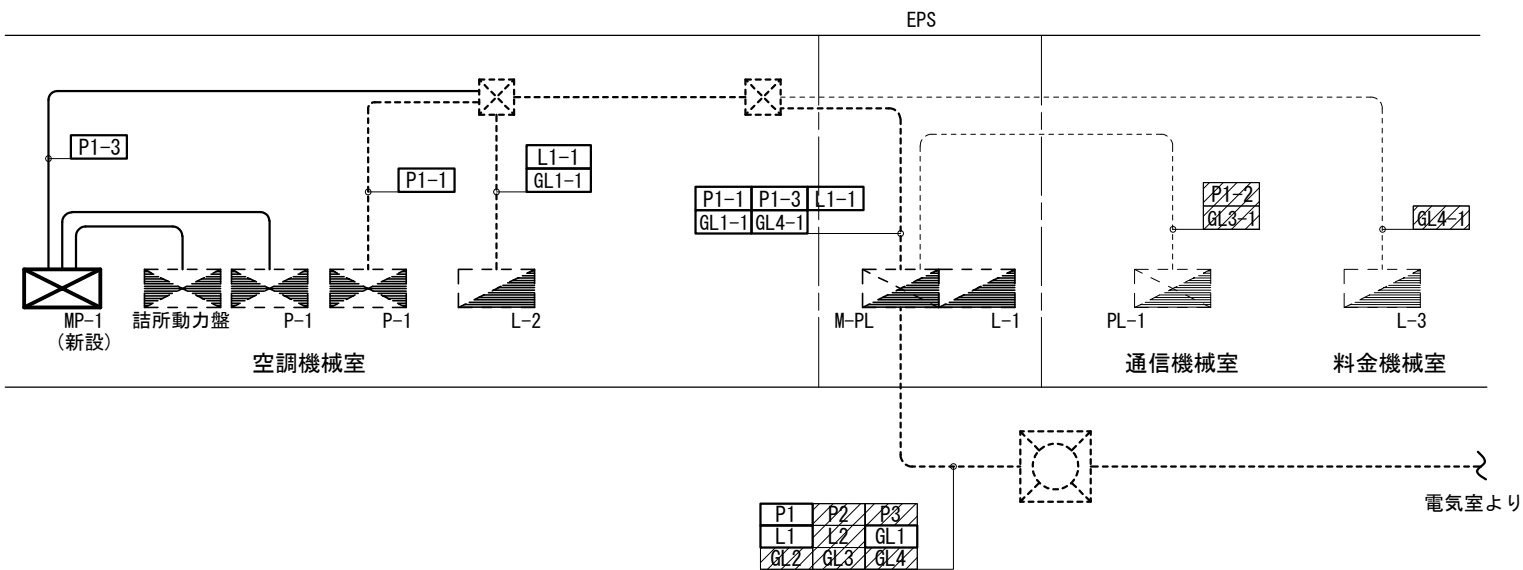 EPS
P1-3
P1-1
L1-1
GL1-1
P1-1 P1-3 L1-1
GL1-1 GL4-1
P1-2
GL3-1
GL4-1
MP-1
(新設)
詰所動力盤
P-1
P-1
L-2
M-PL
L-1
PL-1
L-3
空調機械室
通信機械室
料金機械室
電気室より
P1 P2 P3
L1 L2 GL1
GL2 GL3 GL4